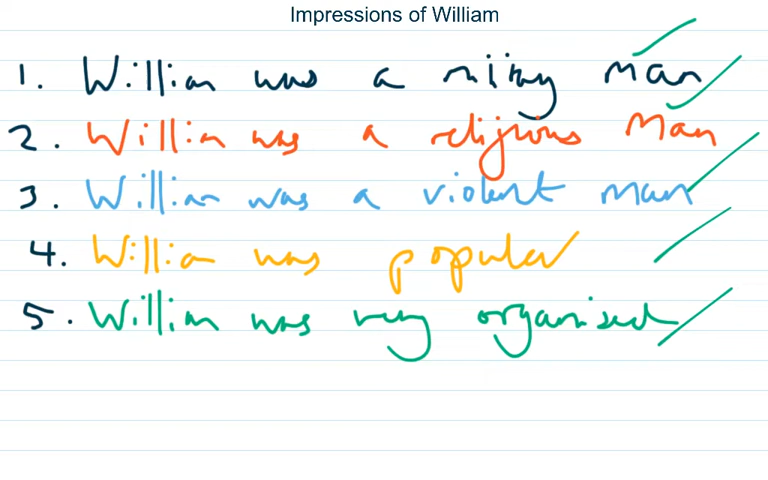 Impressions of William
1. William was a man
2. William was a religious man
3. William was a violent man
4. William was popular
5. William was very organised